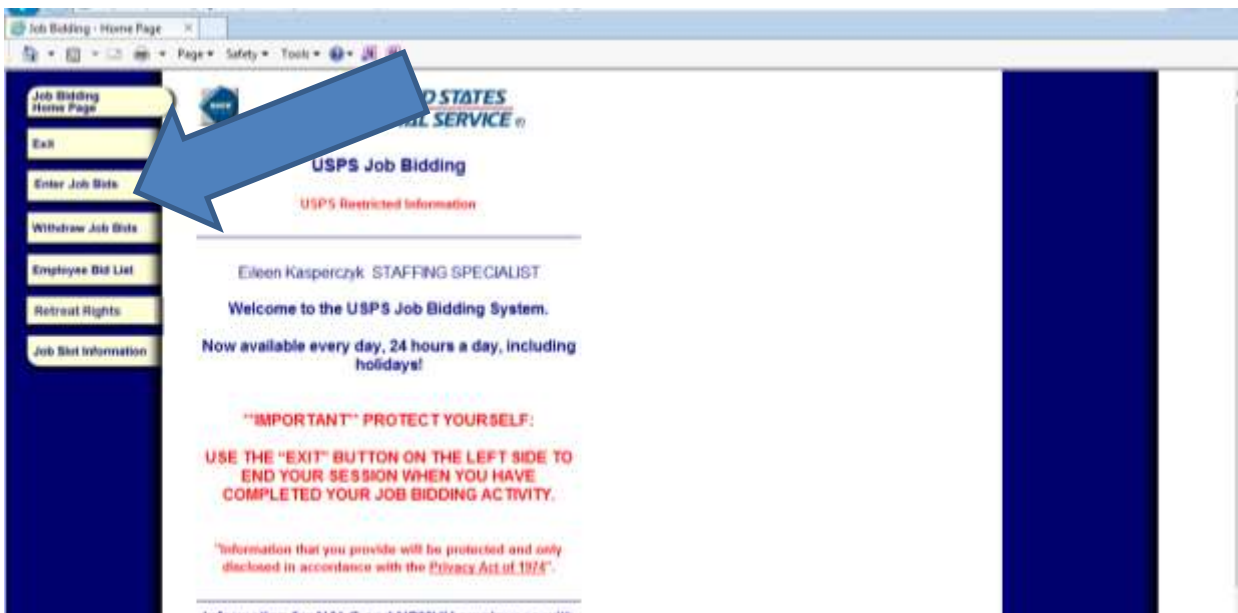 Job Bidding - Home Page
Page Safety Tools
Job Bidding
Home Page
Exit
Enter Job Bids
Withdraw Job Bids
Employee Bid List
Retreat Rights
Job Slot Information
D STATES
AL SERVICE ®
USPS Job Bidding
USPS Restricted Information
Eileen Kasperczyk STAFFING SPECIALIST
Welcome to the USPS Job Bidding System.
Now available every day, 24 hours a day, including
holidays!
**IMPORTANT** PROTECT YOURSELF:
USE THE "EXIT" BUTTON ON THE LEFT SIDE TO
END YOUR SESSION WHEN YOU HAVE
COMPLETED YOUR JOB BIDDING ACTIVITY.
"Information that you provide will be protected and only
disclosed in accordance with the Privacy Act of 1974".